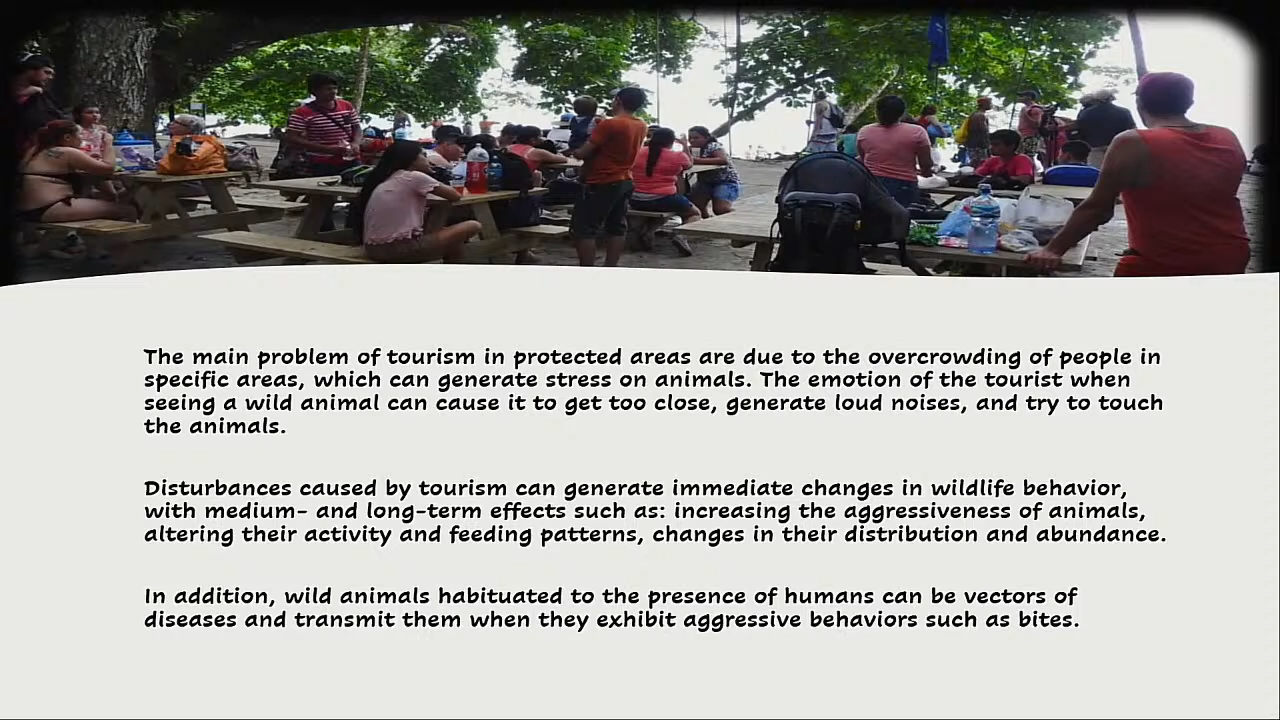 The main problem of tourism in protected areas are due to the overcrowding of people in
specific areas, which can generate stress on animals. The emotion of the tourist when
seeing a wild animal can cause it to get too close, generate loud noises, and try to touch
the animals.
Disturbances caused by tourism can generate immediate changes in wildlife behavior,
with medium- and long-term effects such as: increasing the aggressiveness of animals,
altering their activity and feeding patterns, changes in their distribution and abundance.
In addition, wild animals habituated to the presence of humans can be vectors of
diseases and transmit them when they exhibit aggressive behaviors such as bites.